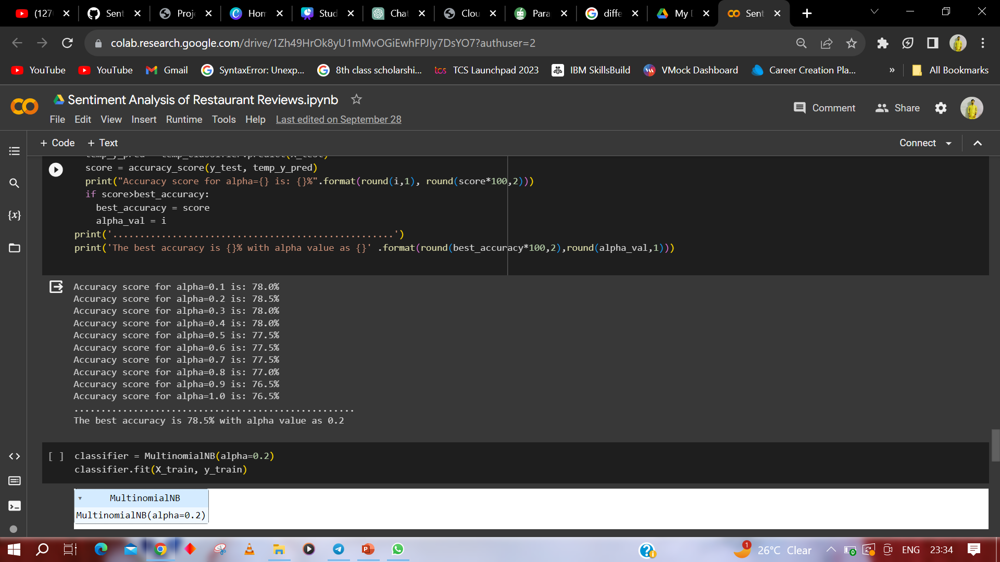 (127
Sent
Proj
Hom
Stud
Chat
Clou
Para
diffe
My D
Sent
colab.research.google.com/drive/1Zh49HrOk8yU1mMvOGiEwhFPJIy7DsYO7?authuser=2
YouTube
YouTube
Gmail
SyntaxError: Unexp...
8th class scholarshi...
tcs TCS Launchpad 2023
IBM SkillsBuild
VMock Dashboard
Career Creation Pla...
»
All Bookmarks
Sentiment Analysis of Restaurant Reviews.ipynb
Comment
Share
File Edit View Insert Runtime Tools Help Last edited on September 28
+ Code + Text
Connect
temp_y_pred = temp_classifier.predict(X_test)
score = accuracy_score(y_test, temp_y_pred)
print("Accuracy score for alpha={} is: {}%".format(round(i,1), round(score*100,2)))
if score>best_accuracy:
best_accuracy = score
alpha_val = i
print('....................................................')
print('The best accuracy is {}% with alpha value as {}' .format(round(best_accuracy*100,2),round(alpha_val,1)))
{x}
Accuracy score for alpha=0.1 is: 78.0%
Accuracy score for alpha=0.2 is: 78.5%
Accuracy score for alpha=0.3 is: 78.0%
Accuracy score for alpha=0.4 is: 78.0%
Accuracy score for alpha=0.5 is: 77.5%
Accuracy score for alpha=0.6 is: 77.5%
Accuracy score for alpha=0.7 is: 77.5%
Accuracy score for alpha=0.8 is: 77.0%
Accuracy score for alpha=0.9 is: 76.5%
Accuracy score for alpha=1.0 is: 76.5%
....................................................
The best accuracy is 78.5% with alpha value as 0.2
[ ] classifier = MultinomialNB(alpha=0.2)
classifier.fit(X_train, y_train)
MultinomialNB
MultinomialNB(alpha=0.2)
1
26°C Clear
ENG
23:34